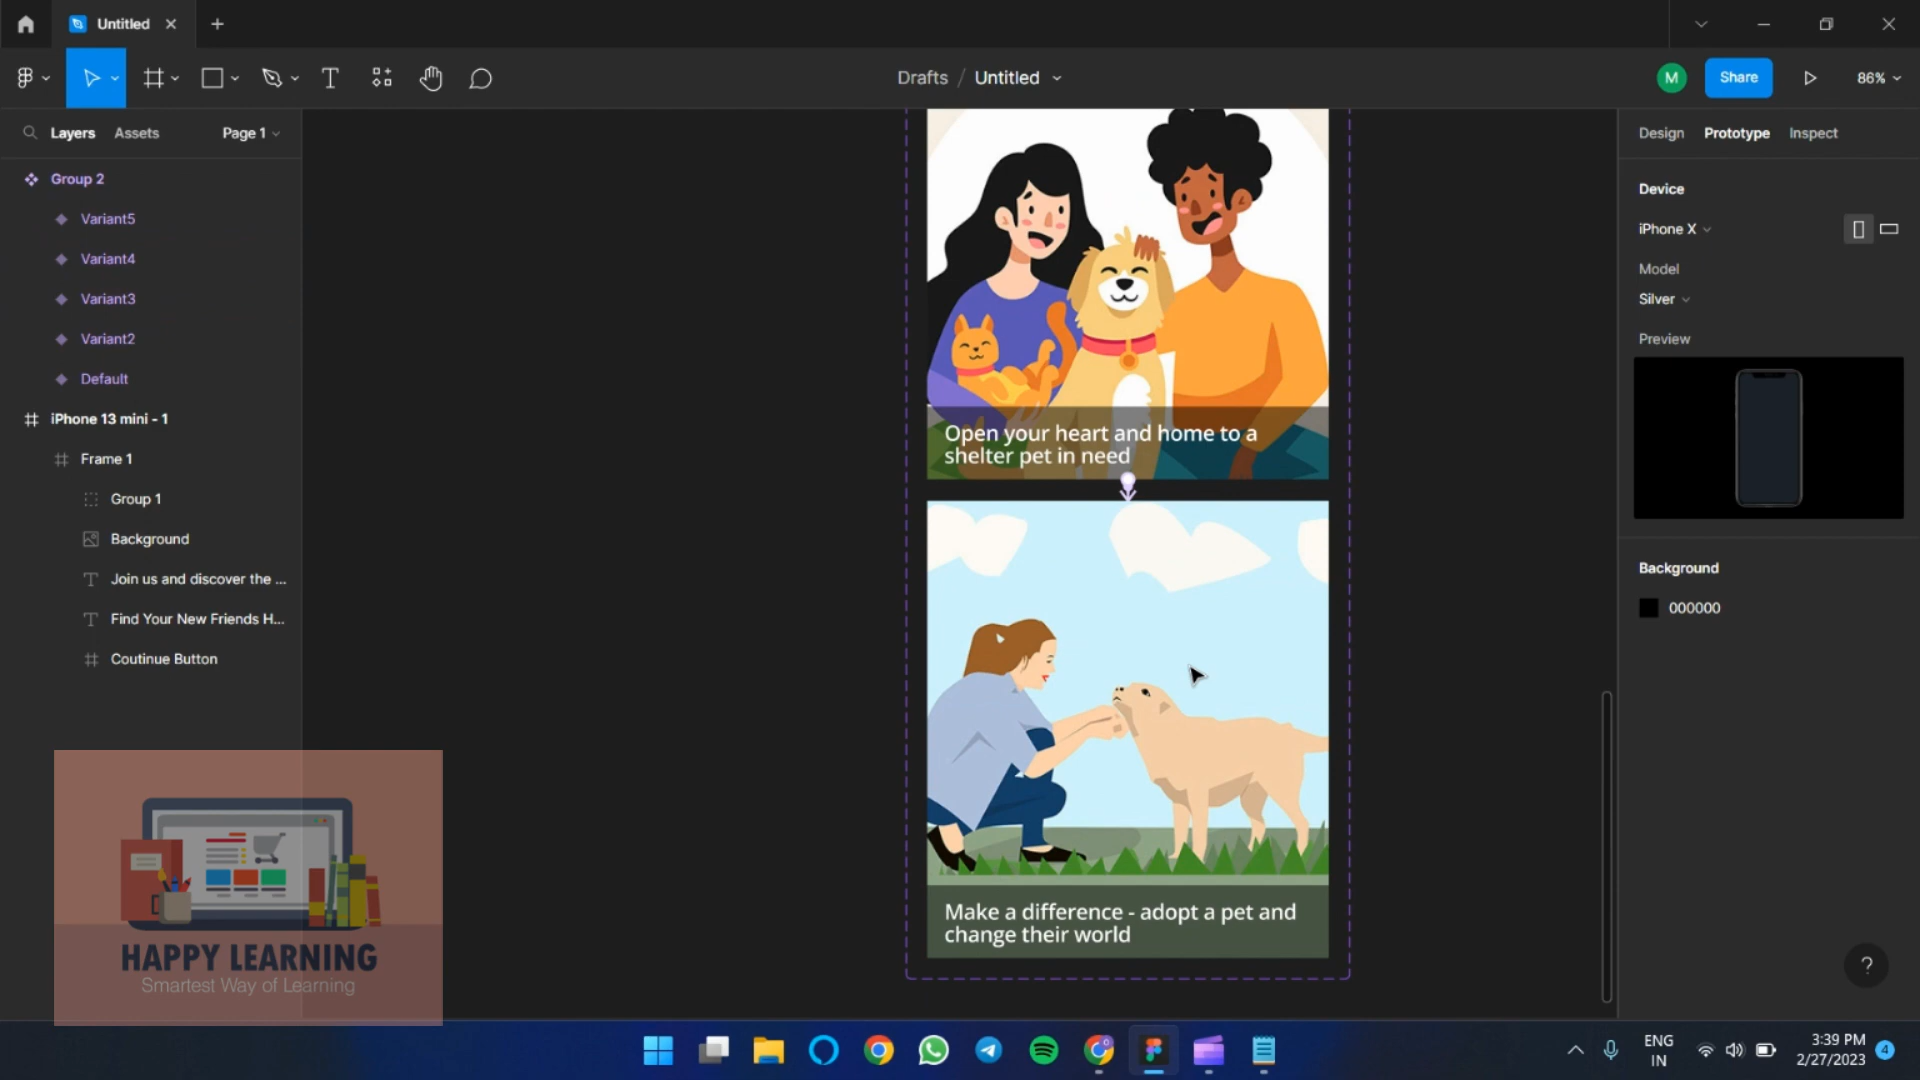 Untitled
Drafts / Untitled
M
Share
86%
Layers
Assets
Page 1
Group 2
Variant5
Variant4
Variant3
Variant2
Default
iPhone 13 mini - 1
Frame 1
Group 1
Background
Join us and discover the ...
Find Your New Friends H...
Coutinue Button
Open your heart and home to a
shelter pet in need
Make a difference - adopt a pet and
change their world
Design
Prototype
Inspect
Device
iPhone X
Model
Silver
Preview
Background
000000
?
HAPPY LEARNING
Smartest Way of Learning
ENG
IN
3:39 PM
2/27/2023
4